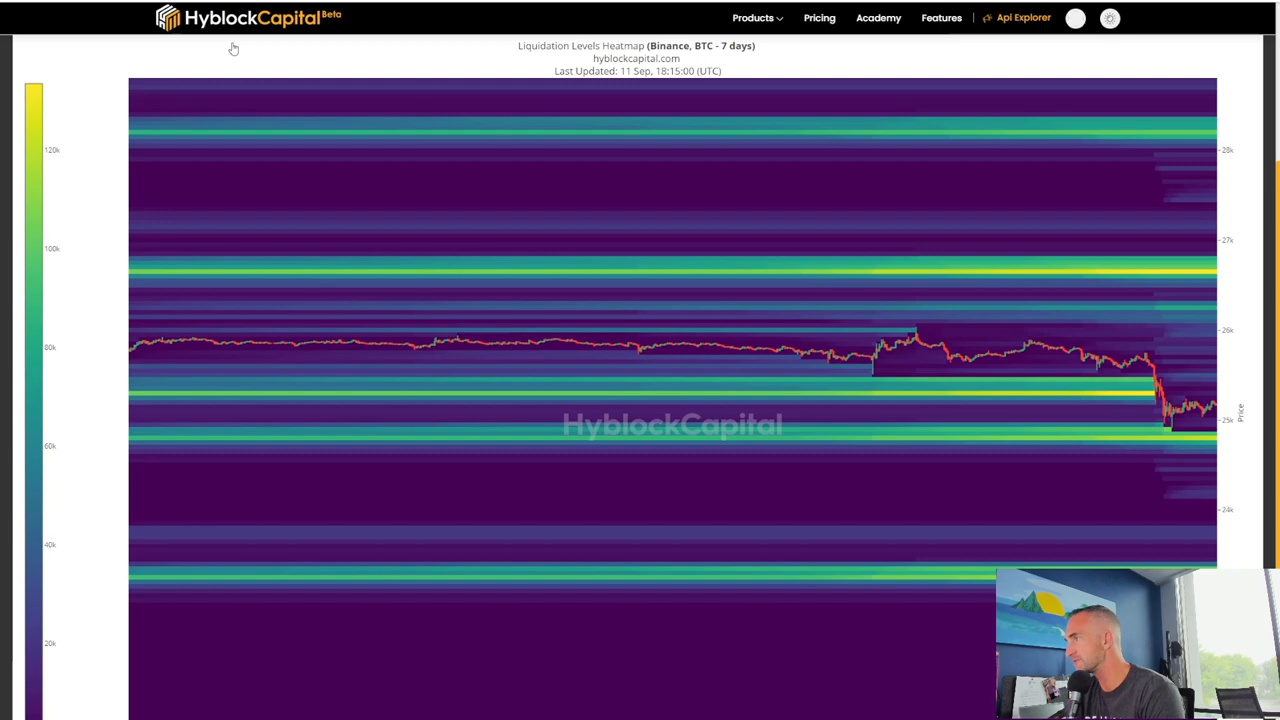 HyblockCapital Beta
Products Pricing Academy Features Api Explorer
Liquidation Levels Heatmap (Binance, BTC - 7 days)
hyblockcapital.com
Last Updated: 11 Sep, 18:15:00 (UTC)
120k
100k
80k
60k
40k
20k
HyblockCapital
28k
27k
26k
25k
24k
Price